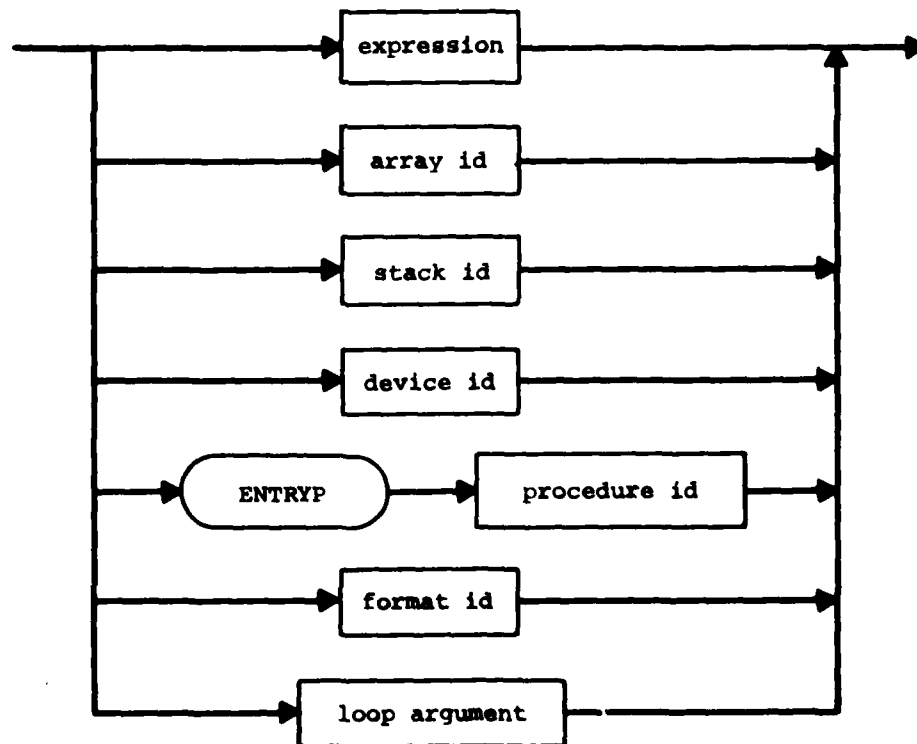 expression
array id
stack id
device id
ENTRYP
procedure id
format id
loop argument